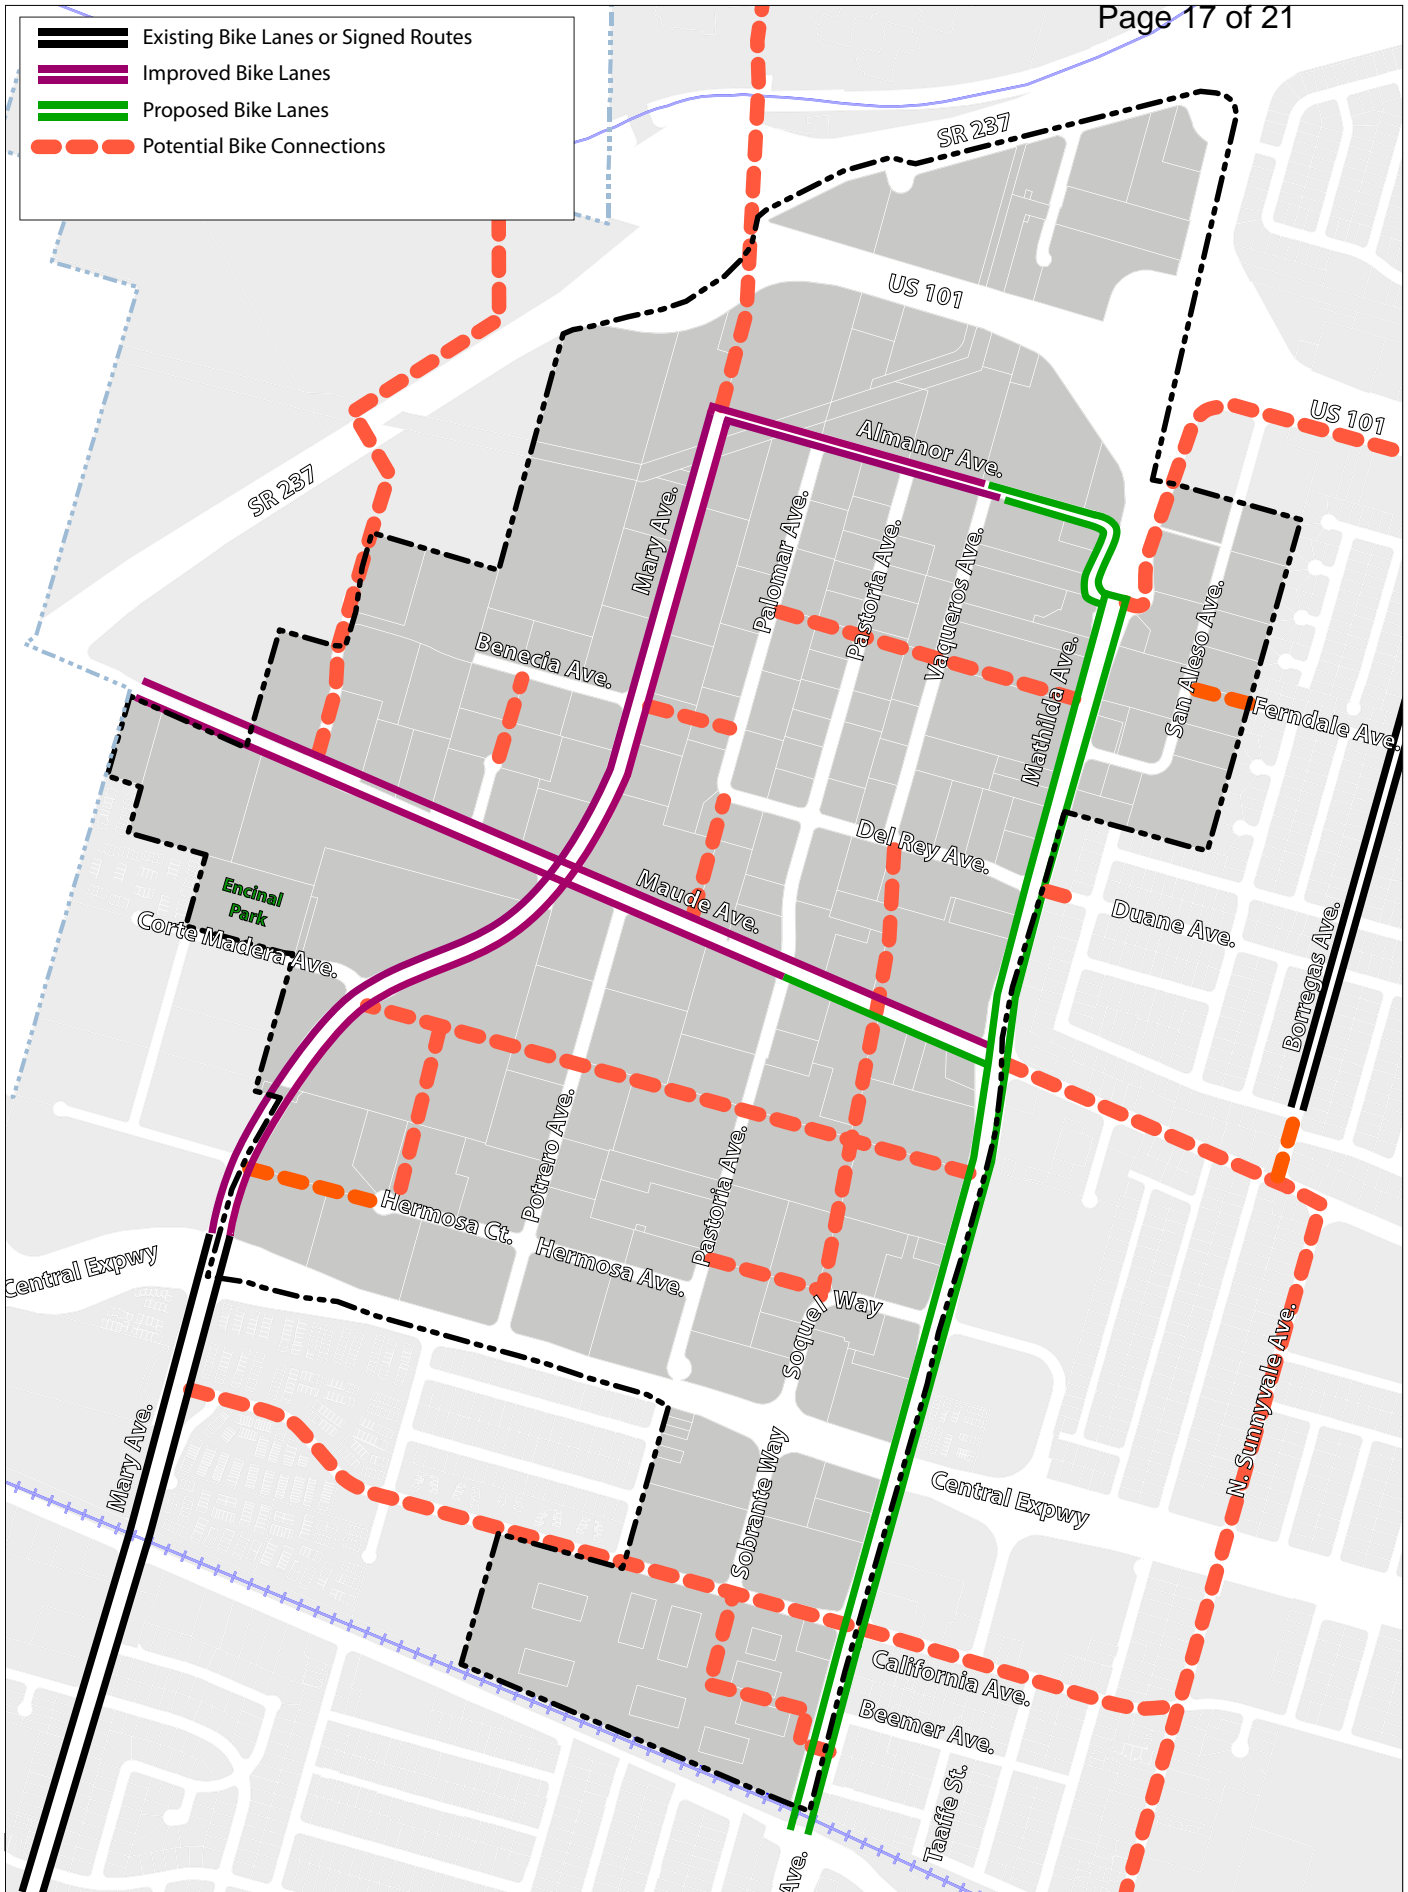 Page 17 of 21
Existing Bike Lanes or Signed Routes
Improved Bike Lanes
Proposed Bike Lanes
Potential Bike Connections
SR 237
US 101
US 101
SR 237
Almanor Ave.
Mary Ave.
Palomar Ave.
Pastoria Ave.
Vaqueros Ave.
Benecia Ave.
Mathilda Ave.
San Aleso Ave.
Ferndale Ave.
Del Rey Ave.
Maude Ave.
Encinal
Park
Corte Madera Ave.
Duane Ave.
Borregas Ave.
Potrero Ave.
Pastoria Ave.
Hermosa Ct.
Hermosa Ave.
Central Expwy
Soquel Way
N. Sunnyvale Ave.
Mary Ave.
Sobrante Way
Central Expwy
California Ave.
Beemer Ave.
Taaffe St.
Ave.